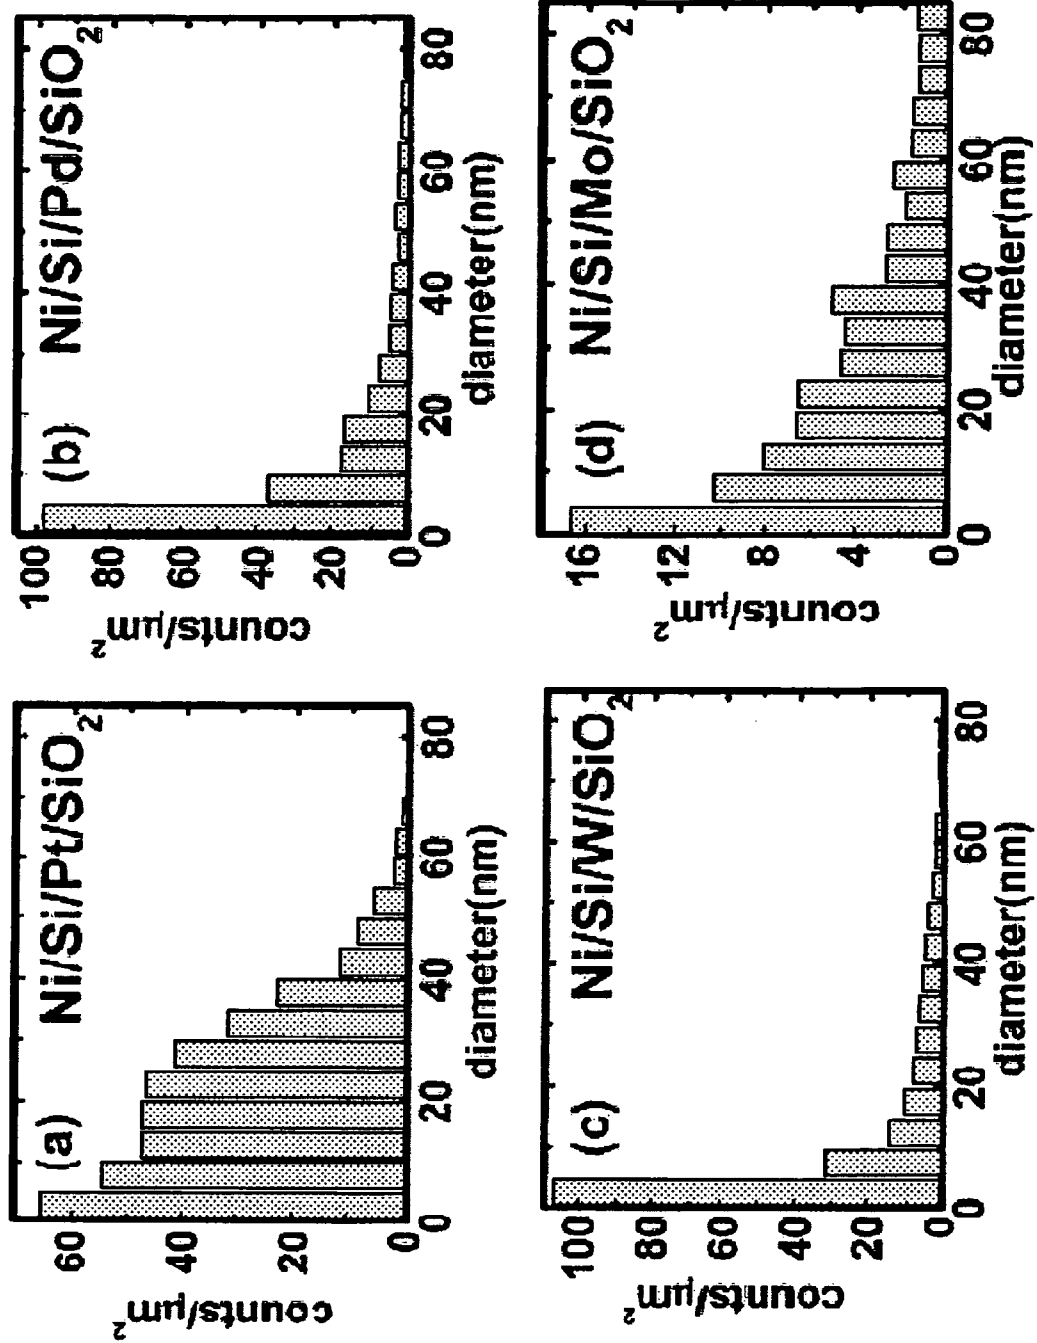 (a) Ni/Si/Pt/SiO₂
counts/μm²
60
40
20
0
0 20 40 60 80
diameter(nm)
(b) Ni/Si/Pd/SiO₂
counts/μm²
100
80
60
40
20
0
0 20 40 60 80
diameter(nm)
(c) Ni/Si/W/SiO₂
counts/μm²
100
80
60
40
20
0
0 20 40 60 80
diameter(nm)
(d) Ni/Si/Mo/SiO₂
counts/μm²
16
12
8
4
0
0 20 40 60 80
diameter(nm)